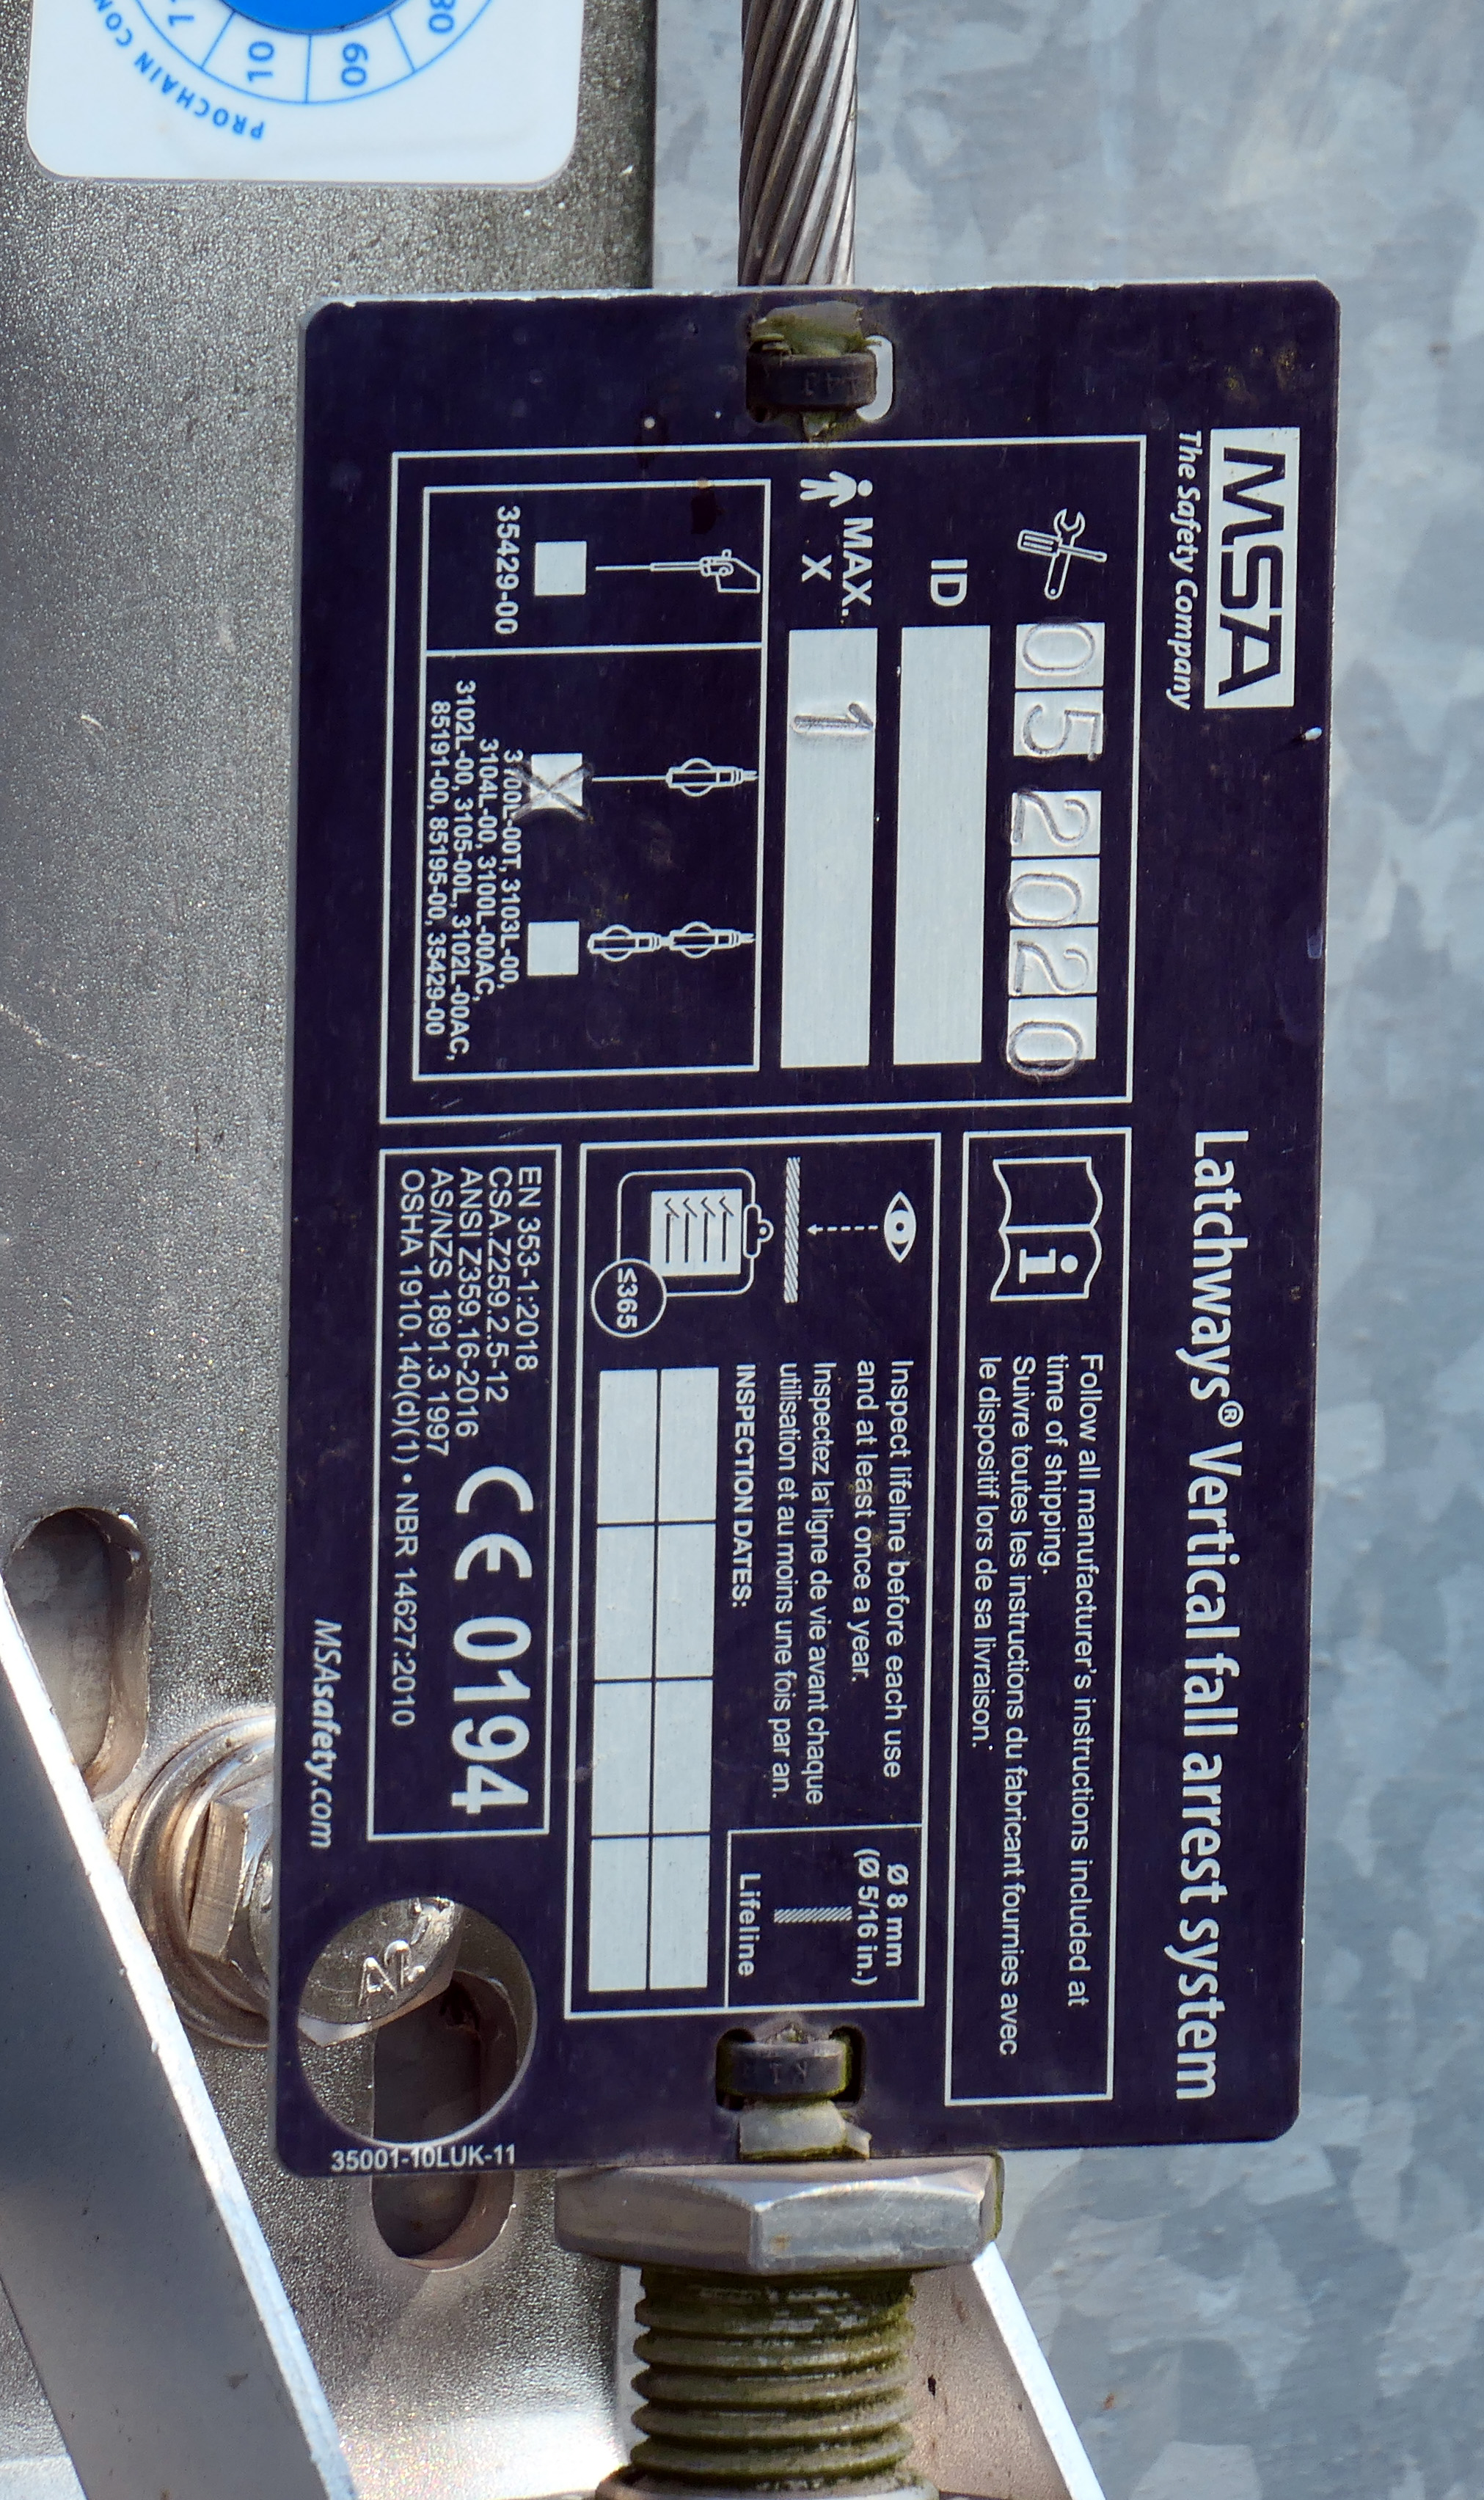 MSA
The Safety Company
Latchways® Vertical fall arrest system
05 2020
ID
MAX.
X
1
35429-00
3700L-00T, 3103L-00,
3104L-00, 3100L-00AC,
3102L-00, 3105-00L, 3102L-00AC,
85191-00, 85195-00, 35429-00
Follow all manufacturer's instructions included at
time of shipping.
Suivre toutes les instructions du fabricant fournies avec
le dispositif lors de sa livraison.
Inspect lifeline before each use
and at least once a year.
Inspectez la ligne de vie avant chaque
utilisation et au moins une fois par an.
INSPECTION DATES:
≤365
Ø 8 mm
(Ø 5/16 in.)
Lifeline
EN 353-1:2018
CSA.Z259.2.5-12
ANSI Z359.16-2016
AS/NZS 1891.3 1997
OSHA 1910.140(d)(1) • NBR 14627:2010
CE 0194
MSAsafety.com
35001-10LUK-11
A2
PROCHAIN
10
09
08